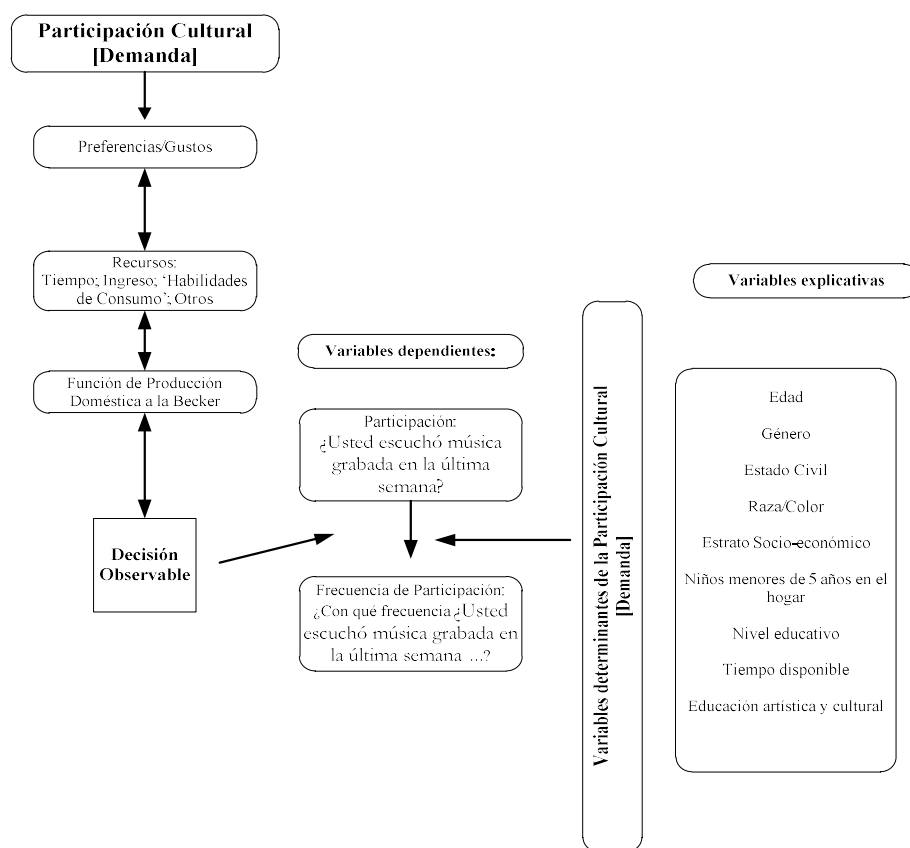 Participación Cultural
[Demanda]
Preferencias/Gustos
Recursos:
Tiempo; Ingreso; ‘Habilidades
de Consumo’; Otros
Función de Producción
Doméstica a la Becker
Decisión
Observable
Variables dependientes:
Participación:
¿Usted escuchó música
grabada en la última
semana?
Frecuencia de Participación:
¿Con qué frecuencia ¿Usted
escuchó música grabada en
la última semana ...?
Variables determinantes de la Participación Cultural
[Demanda]
Variables explicativas
Edad
Género
Estado Civil
Raza/Color
Estrato Socio-económico
Niños menores de 5 años en el
hogar
Nivel educativo
Tiempo disponible
Educación artística y cultural